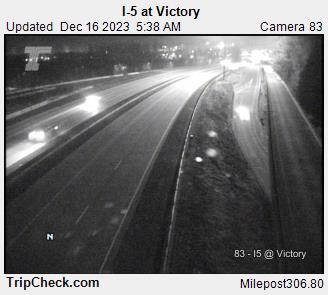 I-5 at Victory
Updated Dec 16 2023 5:38 AM Camera 83
T
N
83 - I5 @ Victory
TripCheck.com Milepost306.80